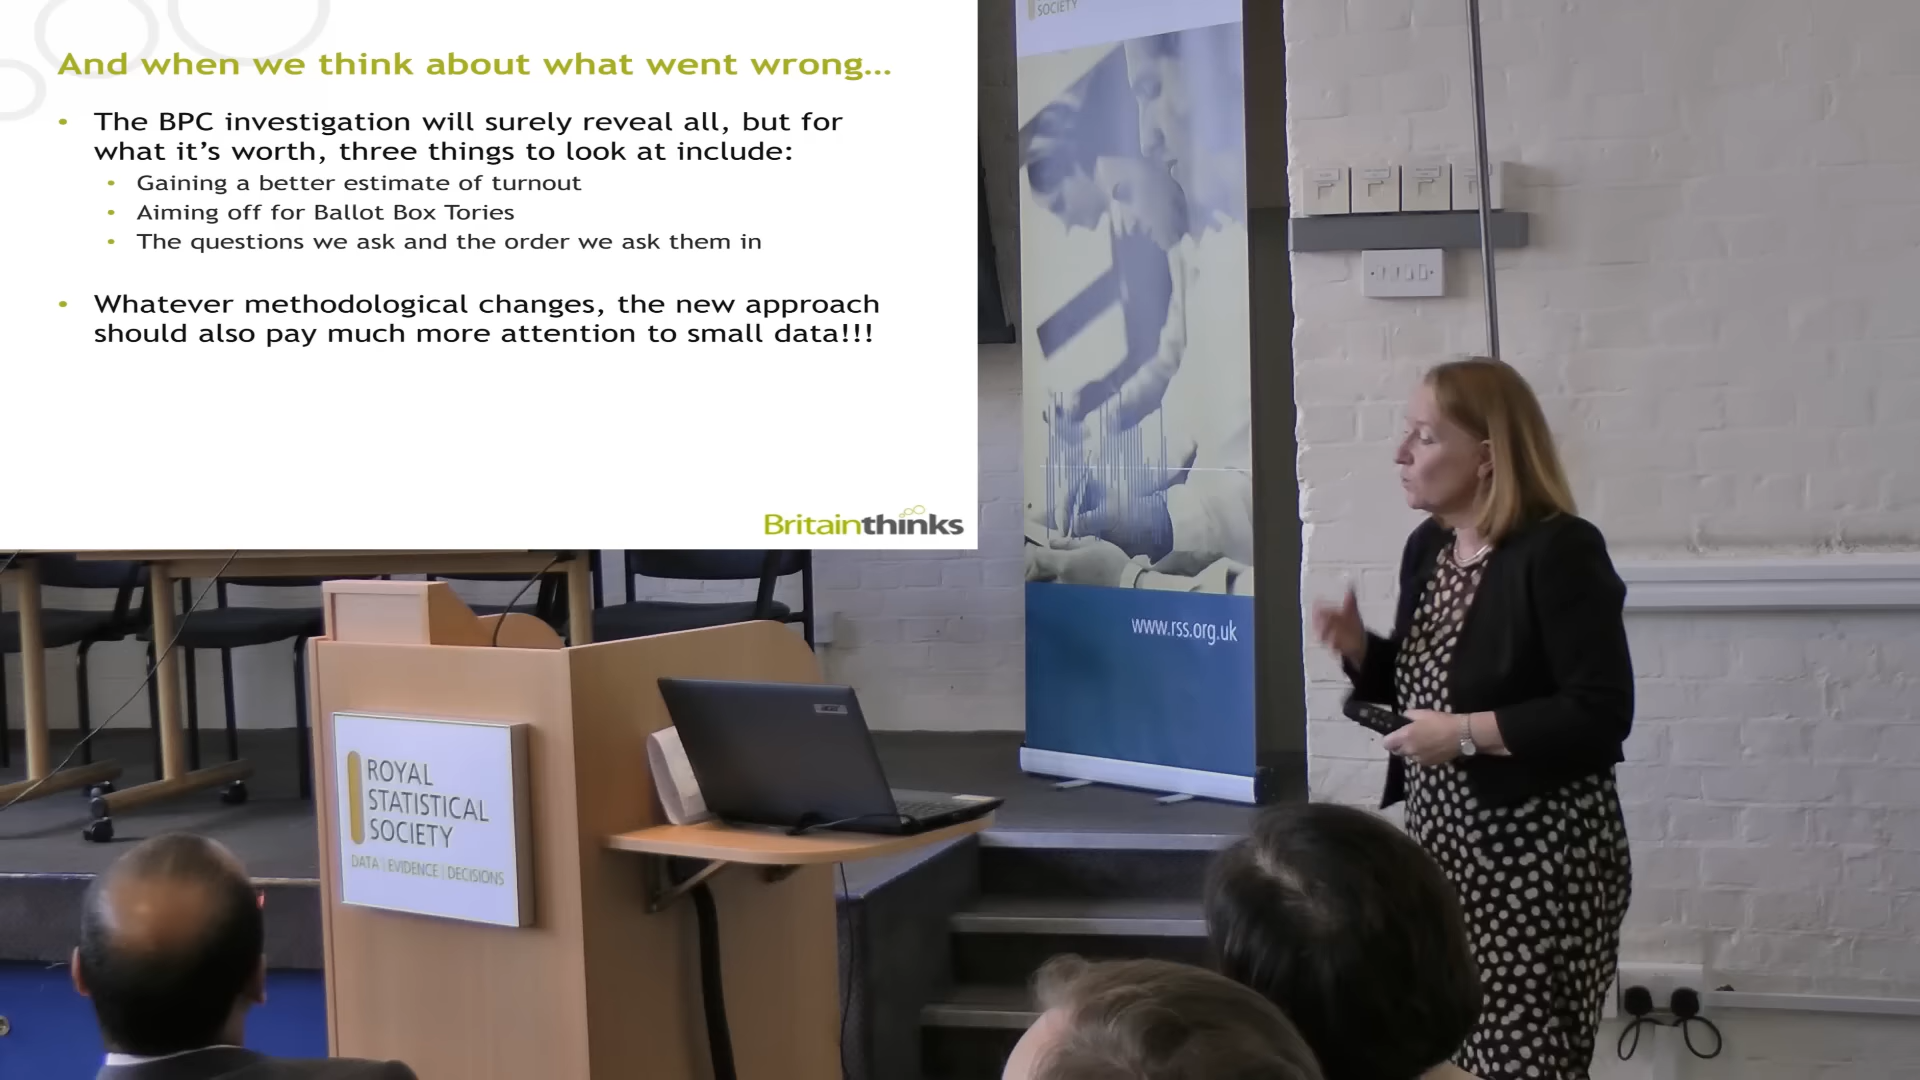 And when we think about what went wrong...
• The BPC investigation will surely reveal all, but for
what it's worth, three things to look at include:
• Gaining a better estimate of turnout
• Aiming off for Ballot Box Tories
• The questions we ask and the order we ask them in
• Whatever methodological changes, the new approach
should also pay much more attention to small data!!!
Britainthinks
SOCIETY
www.rss.org.uk
acer
ROYAL
STATISTICAL
SOCIETY
DATA | EVIDENCE | DECISIONS